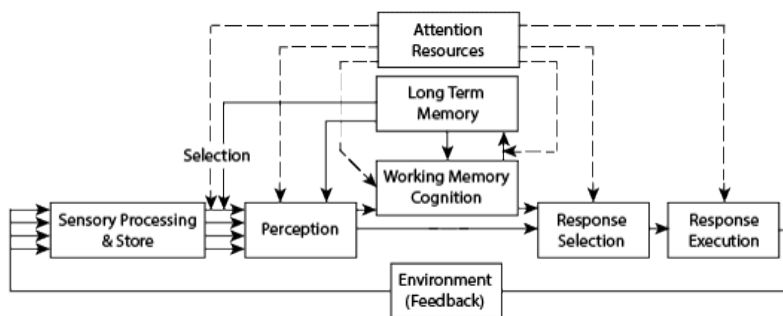 Attention
Resources
Long Term
Memory
Selection
Working Memory
Cognition
Sensory Processing
& Store
Perception
Response
Selection
Response
Execution
Environment
(Feedback)